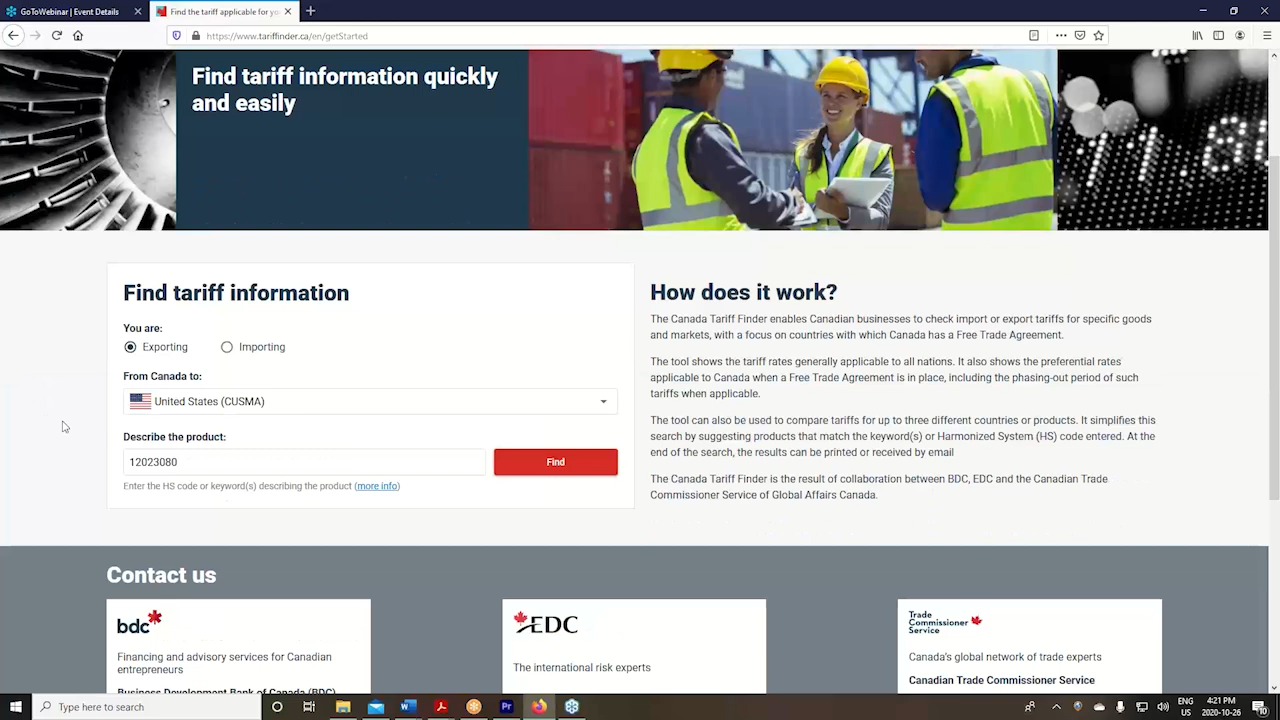 GoToWebinar | Event Details
Find the tariff applicable for yo
https://www.tariffinder.ca/en/getStarted
Find tariff information quickly
and easily
Find tariff information
You are:
Exporting
Importing
From Canada to:
United States (CUSMA)
Describe the product:
12023080
Find
Enter the HS code or keyword(s) describing the product (more info)
How does it work?
The Canada Tariff Finder enables Canadian businesses to check import or export tariffs for specific goods
and markets, with a focus on countries with which Canada has a Free Trade Agreement.
The tool shows the tariff rates generally applicable to all nations. It also shows the preferential rates
applicable to Canada when a Free Trade Agreement is in place, including the phasing-out period of such
tariffs when applicable.
The tool can also be used to compare tariffs for up to three different countries or products. It simplifies this
search by suggesting products that match the keyword(s) or Harmonized System (HS) code entered. At the
end of the search, the results can be printed or received by email
The Canada Tariff Finder is the result of collaboration between BDC, EDC and the Canadian Trade
Commissioner Service of Global Affairs Canada.
Contact us
bdc
Financing and advisory services for Canadian
entrepreneurs
Business Development Bank of Canada (BDC)
EDC
The international risk experts
Trade
Commissioner
Service
Canada's global network of trade experts
Canadian Trade Commissioner Service
Type here to search
ENG
US
4:21 PM
2020-10-26
10